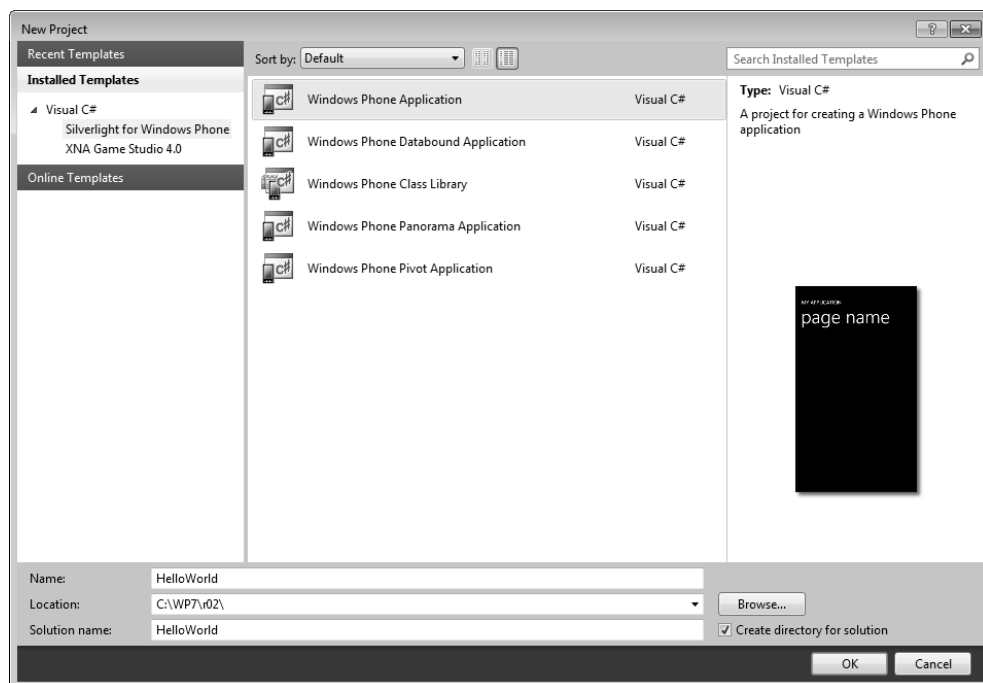 New Project
Recent Templates
Installed Templates
Visual C#
Silverlight for Windows Phone
XNA Game Studio 4.0
Online Templates
Sort by: Default
Windows Phone Application Visual C#
Windows Phone Databound Application Visual C#
Windows Phone Class Library Visual C#
Windows Phone Panorama Application Visual C#
Windows Phone Pivot Application Visual C#
Search Installed Templates
Type: Visual C#
A project for creating a Windows Phone
application
MY APPLICATION
page name
Name: HelloWorld
Location: C:\WP7\r02\
Browse...
Solution name: HelloWorld
Create directory for solution
OK Cancel